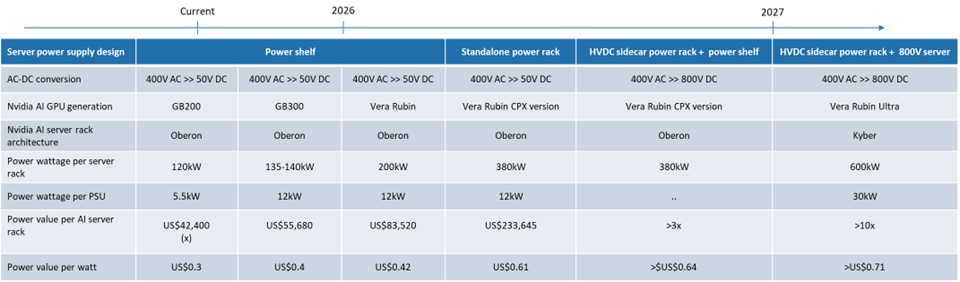 Current 2026 2027
Server power supply design Power shelf Standalone power rack HVDC sidecar power rack + power shelf HVDC sidecar power rack + 800V server
AC-DC conversion 400V AC >> 50V DC 400V AC >> 50V DC 400V AC >> 50V DC 400V AC >> 50V DC 400V AC >> 800V DC 400V AC >> 800V DC
Nvidia AI GPU generation GB200 GB300 Vera Rubin Vera Rubin CPX version Vera Rubin CPX version Vera Rubin Ultra
Nvidia AI server rack
architecture Oberon Oberon Oberon Oberon Oberon Kyber
Power wattage per server
rack 120kW 135-140kW 200kW 380kW 380kW 600kW
Power wattage per PSU 5.5kW 12kW 12kW 12kW .. 30kW
Power value per AI server
rack US$42,400
(x) US$55,680 US$83,520 US$233,645 >3x >10x
Power value per watt US$0.3 US$0.4 US$0.42 US$0.61 >$US$0.64 >US$0.71